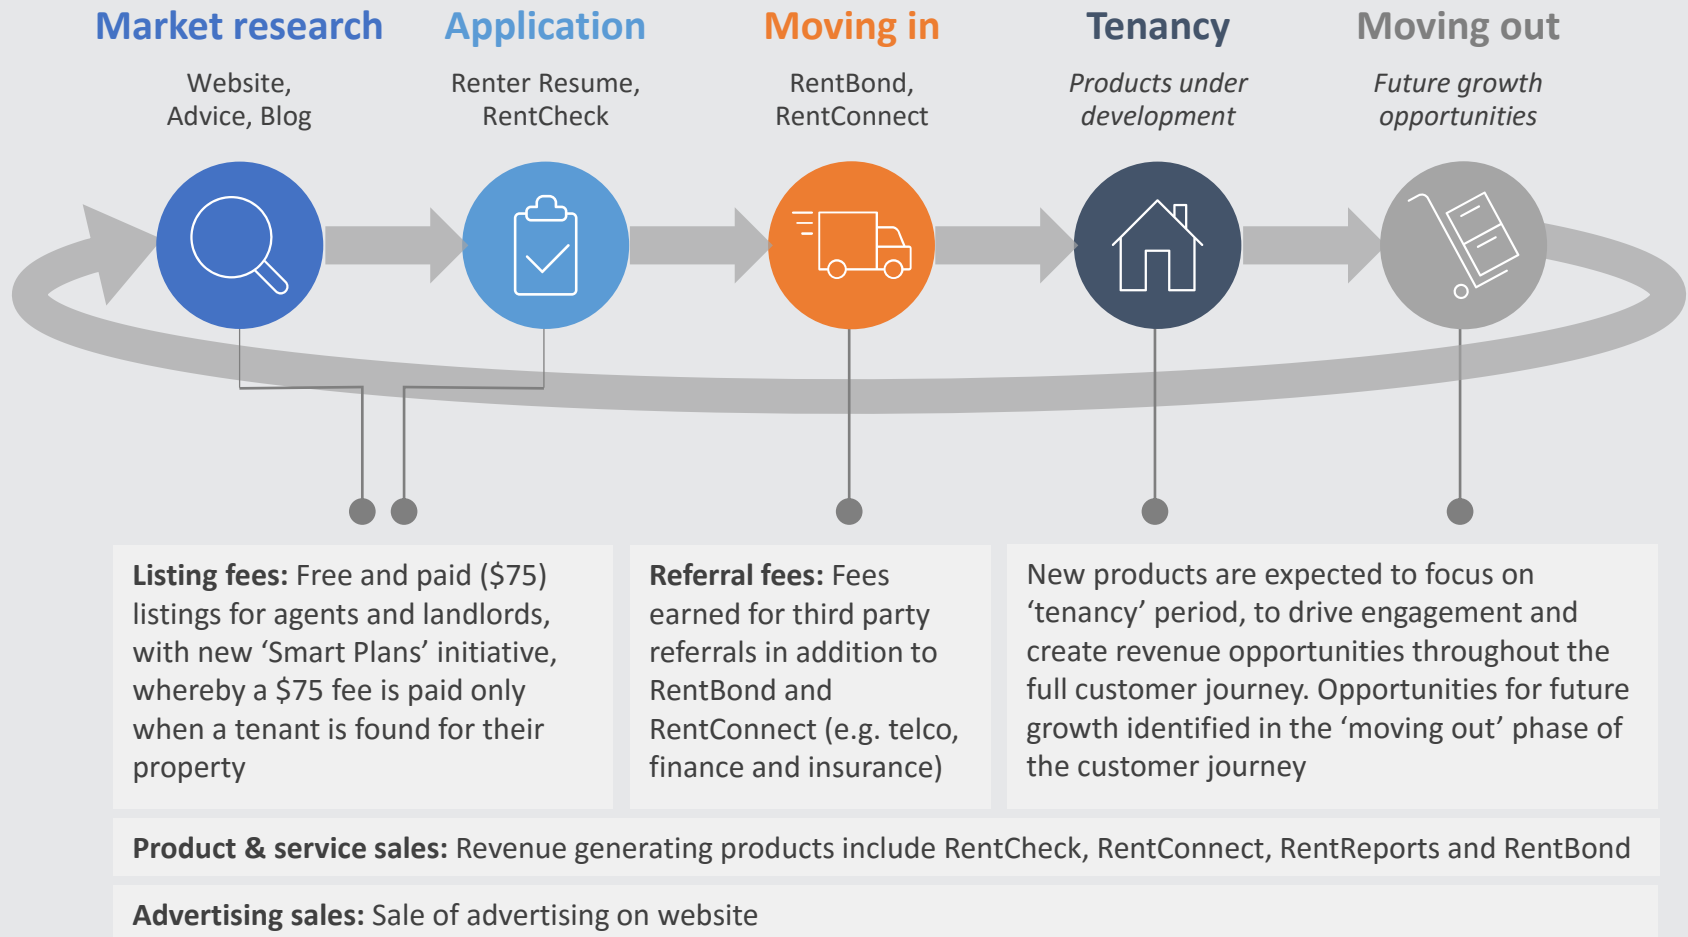 Market research
Application
Moving in
Tenancy
Moving out
Website,
Advice, Blog
Renter Resume,
RentCheck
RentBond,
RentConnect
Products under
development
Future growth
opportunities
Listing fees: Free and paid ($75)
listings for agents and landlords,
with new ‘Smart Plans’ initiative,
whereby a $75 fee is paid only
when a tenant is found for their
property
Referral fees: Fees
earned for third party
referrals in addition to
RentBond and
RentConnect (e.g. telco,
finance and insurance)
New products are expected to focus on
‘tenancy’ period, to drive engagement and
create revenue opportunities throughout the
full customer journey. Opportunities for future
growth identified in the ‘moving out’ phase of
the customer journey
Product & service sales: Revenue generating products include RentCheck, RentConnect, RentReports and RentBond
Advertising sales: Sale of advertising on website